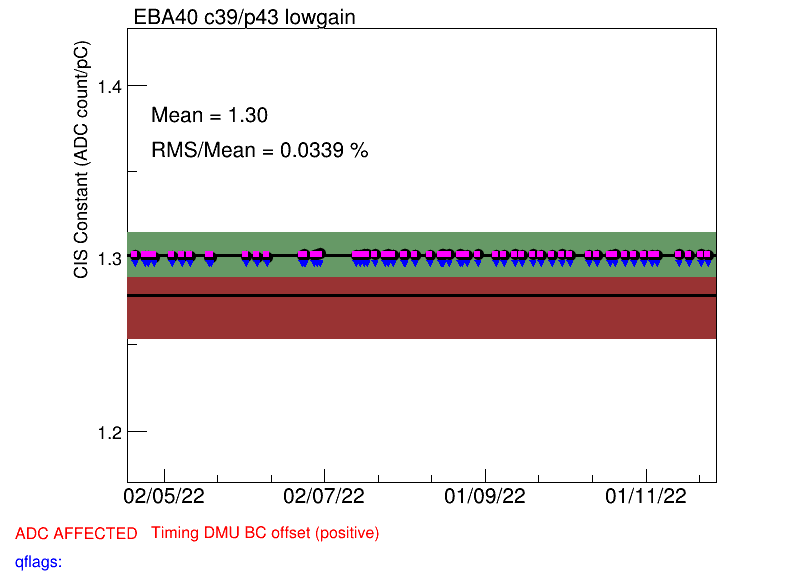 EBA40 c39/p43 lowgain
CIS Constant (ADC count/pC)
1.4
Mean = 1.30
RMS/Mean = 0.0339 %
1.3
1.2
02/05/22 02/07/22 01/09/22 01/11/22
ADC AFFECTED Timing DMU BC offset (positive)
qflags: